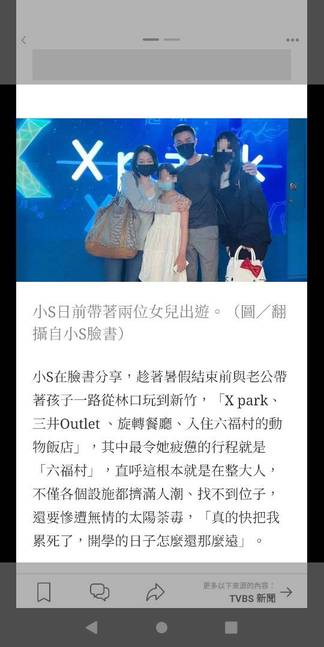 X park
小S日前帶著兩位女兒出遊。（圖／翻
攝自小S臉書）
小S在臉書分享，趁著暑假結束前與老公帶
著孩子一路從林口玩到新竹，「X park、
三井Outlet 、旋轉餐廳、入住六福村的動
物飯店」，其中最令她疲憊的行程就是
「六福村」，直呼這根本就是在整大人，
不僅各個設施都擠滿人潮、找不到位子，
還要慘遭無情的太陽荼毒，「真的快把我
累死了，開學的日子怎麼還那麼遠」。
更多以下來源的內容：
TVBS 新聞